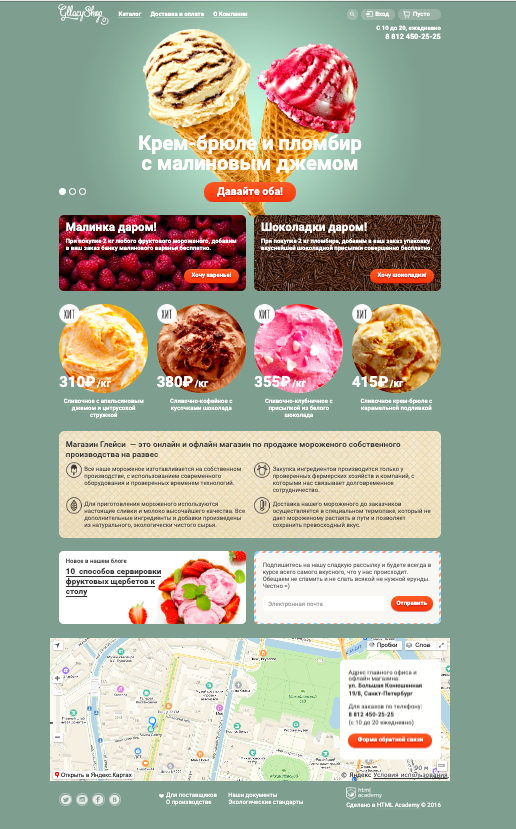 GllacyShop
Каталог Доставка и оплата О Компании
Вход Пусто
С 10 до 20, ежедневно
8 812 450-25-25
Крем-брюле и пломбир
с малиновым джемом
Давайте оба!
Малинка даром!
При покупке 2 кг любого фруктового мороженого, добавим
в ваш заказ банку малинового варенья бесплатно.
Хочу варенье!
Шоколадки даром!
При покупке 2 кг пломбира, добавим в ваш заказ упаковку
вкуснейшей шоколадной присыпки совершенно бесплатно.
Хочу шоколадки!
ХИТ ХИТ ХИТ ХИТ
310₽/кг 380₽/кг 355₽/кг 415₽/кг
Сливочное с апельсиновым
джемом и цитрусовой
стружкой
Сливочно-кофейное с
кусочками шоколада
Сливочно-клубничное с
присыпкой из белого
шоколада
Сливочное крем-брюле с
карамельной подливкой
Магазин Глейси — это онлайн и офлайн магазин по продаже мороженого собственного
производства на развес
Все наше мороженое изготавливается на собственном
производстве, с использованием современного
оборудования и проверенных временем технологий.
Закупка ингредиентов производится только у
проверенных фермерских хозяйств и компаний, с
которыми нас связывает долговременное
сотрудничество.
Для приготовления мороженого используются
настоящие сливки и молоко высочайшего качества. Все
дополнительные ингредиенты и добавки произведены
из натурального, экологически чистого сырья.
Доставка нашего мороженого до заказчиков
осуществляется в специальном термопаке, который не
дает мороженому растаять в пути и позволяет
сохранить превосходный вкус.
Новое в нашем блоге
10 способов сервировки
фруктовых щербетов к
столу
Подпишитесь на нашу сладкую рассылку и будете всегда в
курсе всего самого вкусного, что у нас происходит.
Обещаем не спамить и не слать всякой не нужной ерунды.
Честно =)
Электронная почта
Отправить
Пробки Слои
Адрес главного офиса и
офлайн магазина:
ул. Большая Конюшенная
19/8, Санкт-Петербург
Для заказов по телефону:
8 812 450-25-25
(с 10 до 20 ежедневно)
Форма обратной связи
90 м
Открыть в Яндекс.Картах
© Яндекс Условия использования
Для поставщиков
О производстве
Наши документы
Экологические стандарты
html
academy
Сделано в HTML Academy © 2016